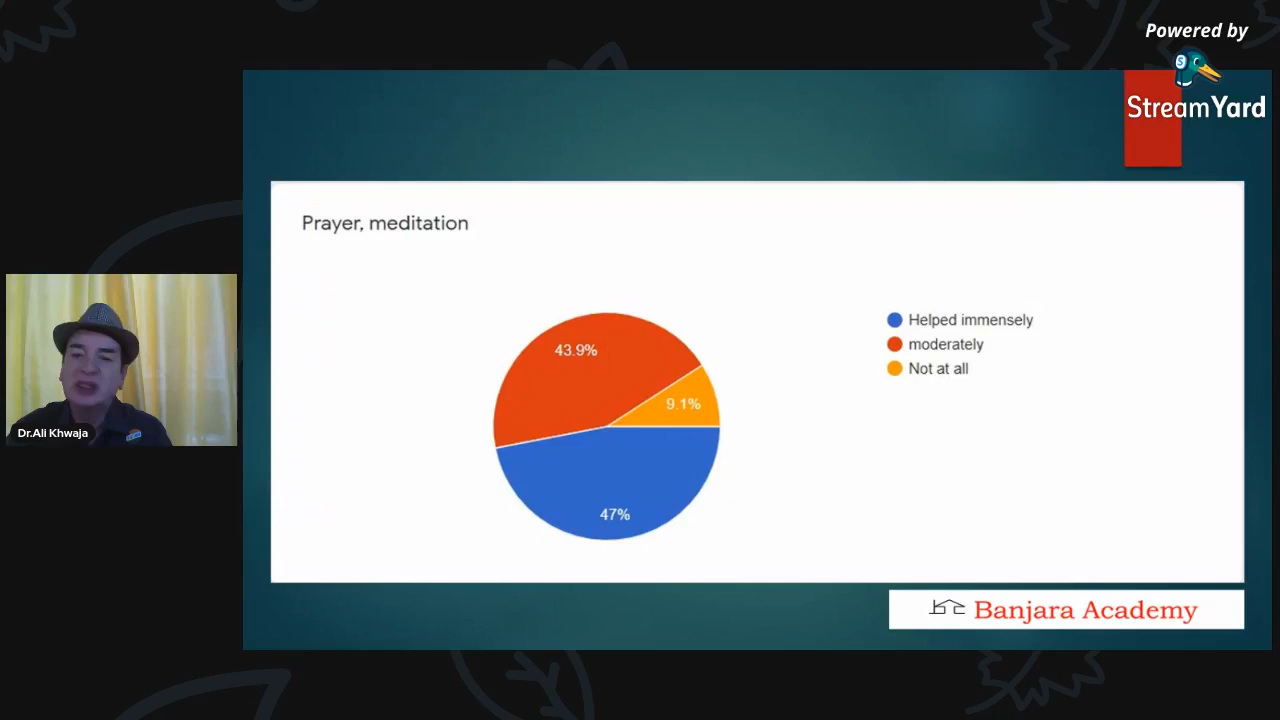 Powered by
StreamYard
Prayer, meditation
Helped immensely
moderately
Not at all
43.9%
9.1%
47%
Dr.Ali Khwaja
Banjara Academy